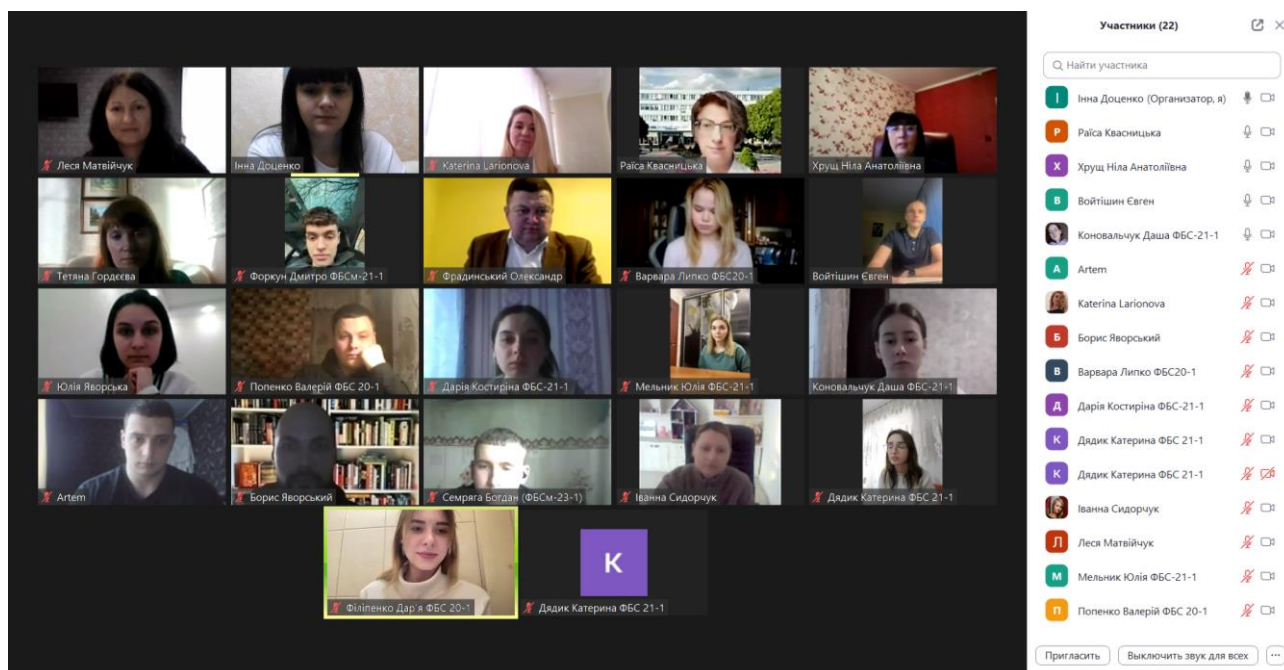 Леся Матвійчук
Інна Доценко
Katerina Larionova
Раїса Квасницька
Хрущ Ніла Анатоліївна
Тетяна Гордєєва
Форкун Дмитро ФБСм-21-1
Фрадинський Олександр
Варвара Липко ФБС20-1
Войтішин Євген
Юлія Яворська
Попенко Валерій ФБС 20-1
Дарія Костиріна ФБС-21-1
Мельник Юлія ФБС-21-1
Коновальчук Даша ФБС-21-1
Artem
Борис Яворський
Семряга Богдан (ФБСм-23-1)
Іванна Сидорчук
Дядик Катерина ФБС 21-1
Філіпенко Дар'я ФБС 20-1
К
Дядик Катерина ФБС 21-1
Участники (22)
Найти участника
І Інна Доценко (Организатор, я)
Р Раїса Квасницька
Х Хрущ Ніла Анатоліївна
В Войтішин Євген
Коновальчук Даша ФБС-21-1
A Artem
Katerina Larionova
Б Борис Яворський
В Варвара Липко ФБС20-1
Д Дарія Костиріна ФБС-21-1
К Дядик Катерина ФБС 21-1
К Дядик Катерина ФБС 21-1
Іванна Сидорчук
Л Леся Матвійчук
М Мельник Юлія ФБС-21-1
П Попенко Валерій ФБС 20-1
Пригласить
Выключить звук для всех
...